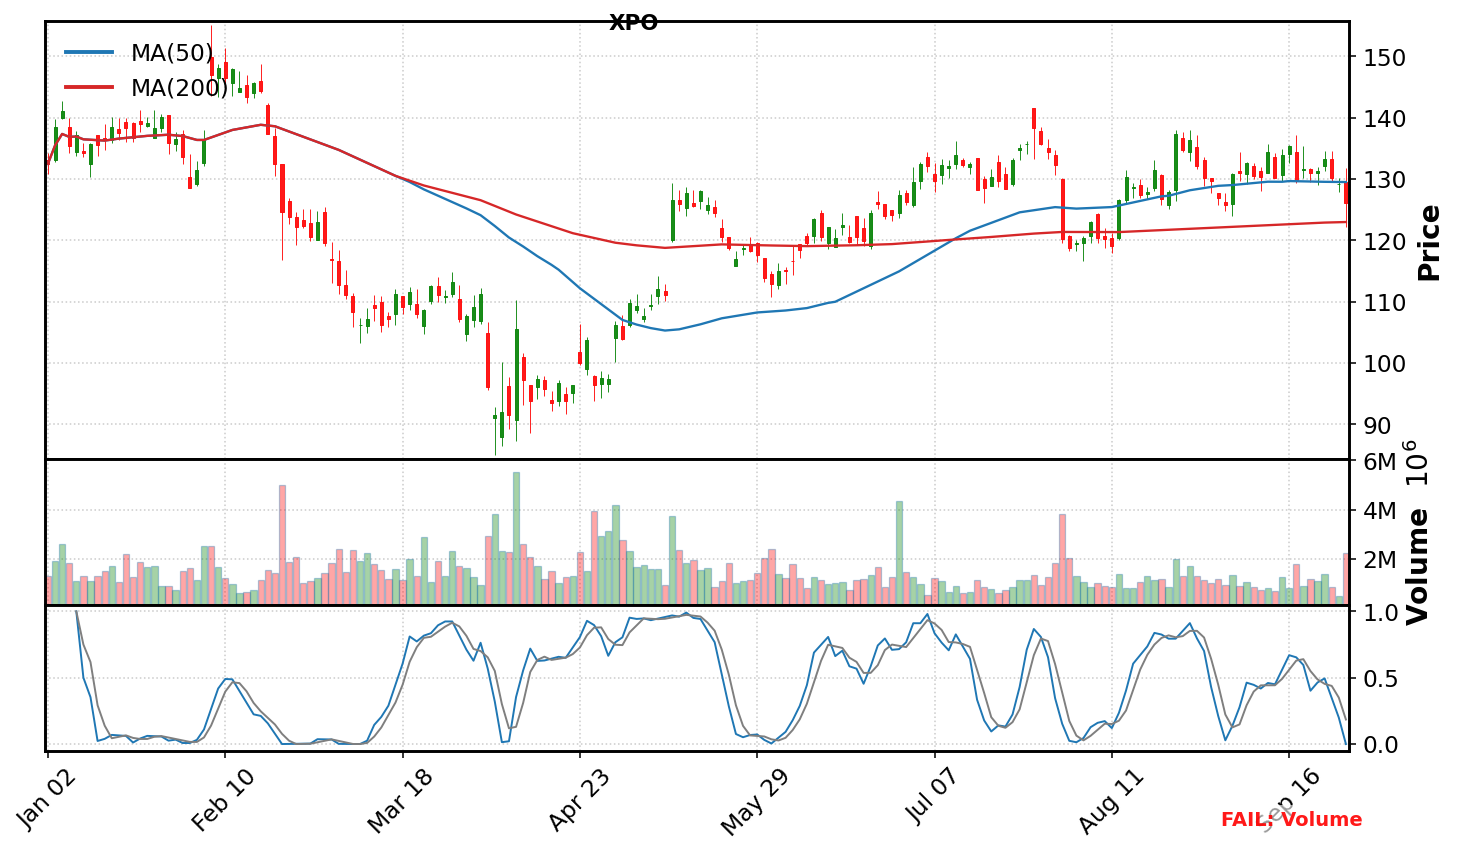 XPO
MA(50)
MA(200)
150
140
130
120
110
100
90
Price
6M
4M
2M
Volume 10^6
1.0
0.5
0.0
Jan 02
Feb 10
Mar 18
Apr 23
May 29
Jul 07
Aug 11
Sep 16
FAIL: Volume